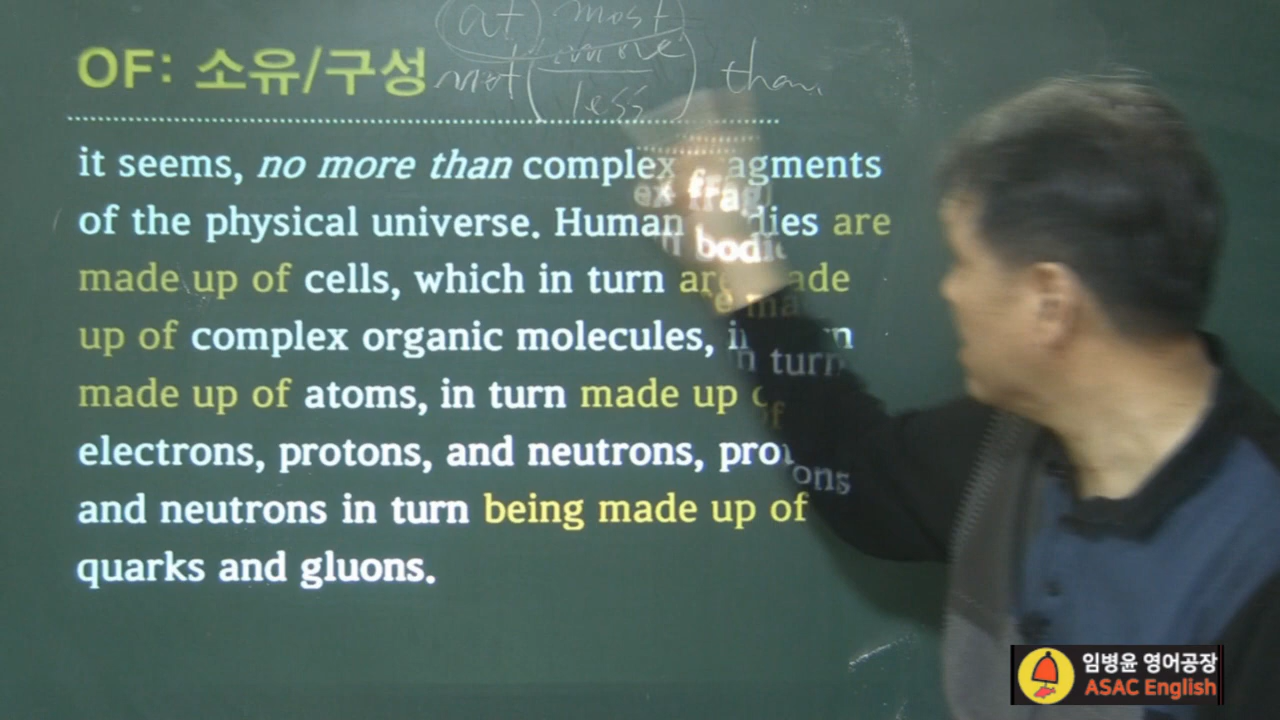 at most
OF: 소유/구성 not more than
less
it seems, no more than complex fragments
of the physical universe. Human bodies are
made up of cells, which in turn are made
up of complex organic molecules, in turn
made up of atoms, in turn made up of
electrons, protons, and neutrons, protons
and neutrons in turn being made up of
quarks and gluons.
임병윤 영어공장
ASAC English